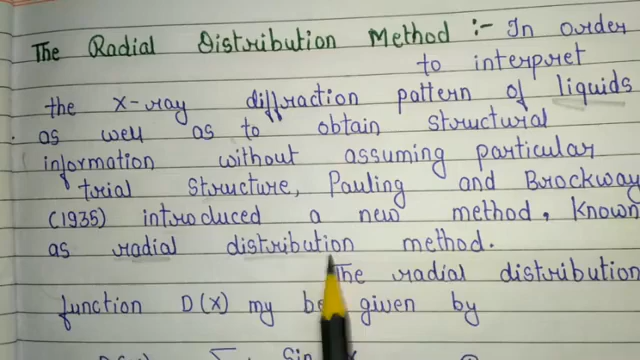 The Radial Distribution Method :- In order
to interpret
the X-ray diffraction pattern of liquids
as well as to obtain structural
information without assuming particular
trial structure, Pauling and Brockway
(1935) introduced a new method, known
as radial distribution method.
The radial distribution
function D(x) my be given by
Sin